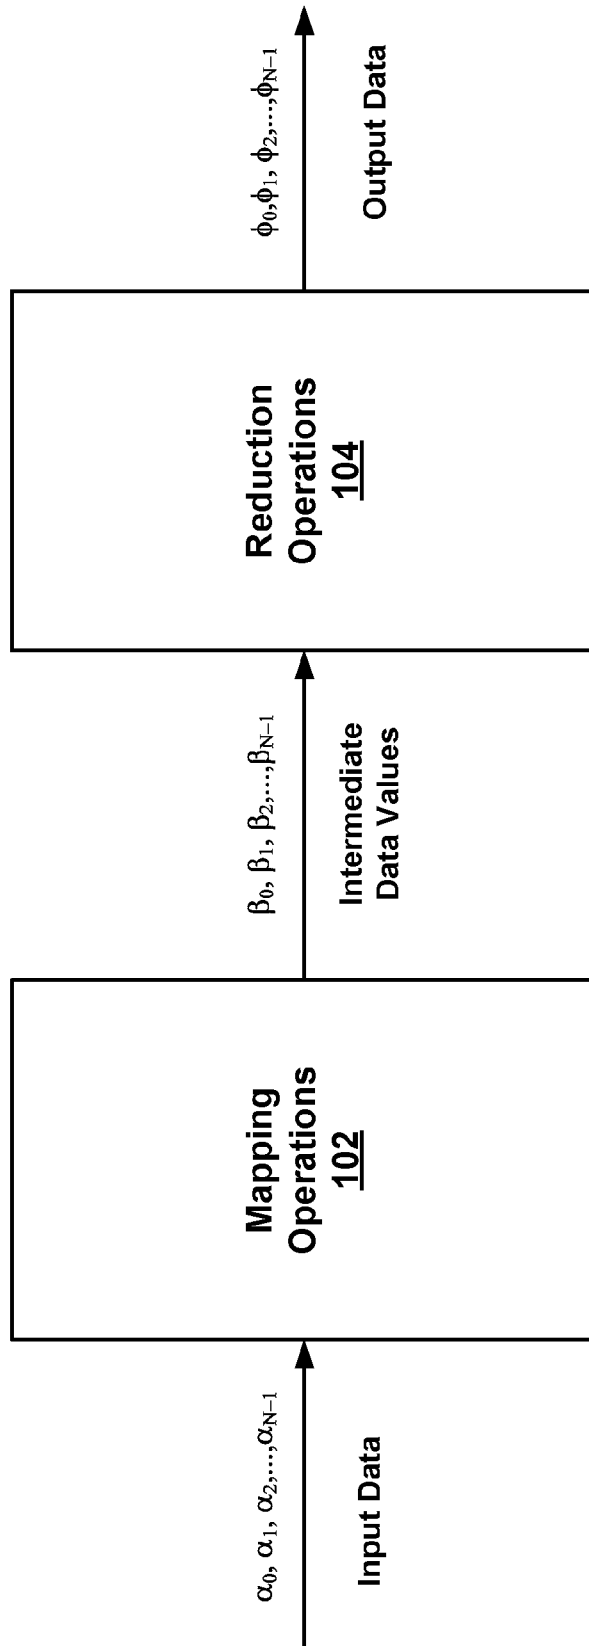 α₀, α₁, α₂,...,αN−1
Input Data
Mapping
Operations
102
β₀, β₁, β₂,...,βN−1
Intermediate
Data Values
Reduction
Operations
104
ϕ₀,ϕ₁, ϕ₂,...,ϕN−1
Output Data